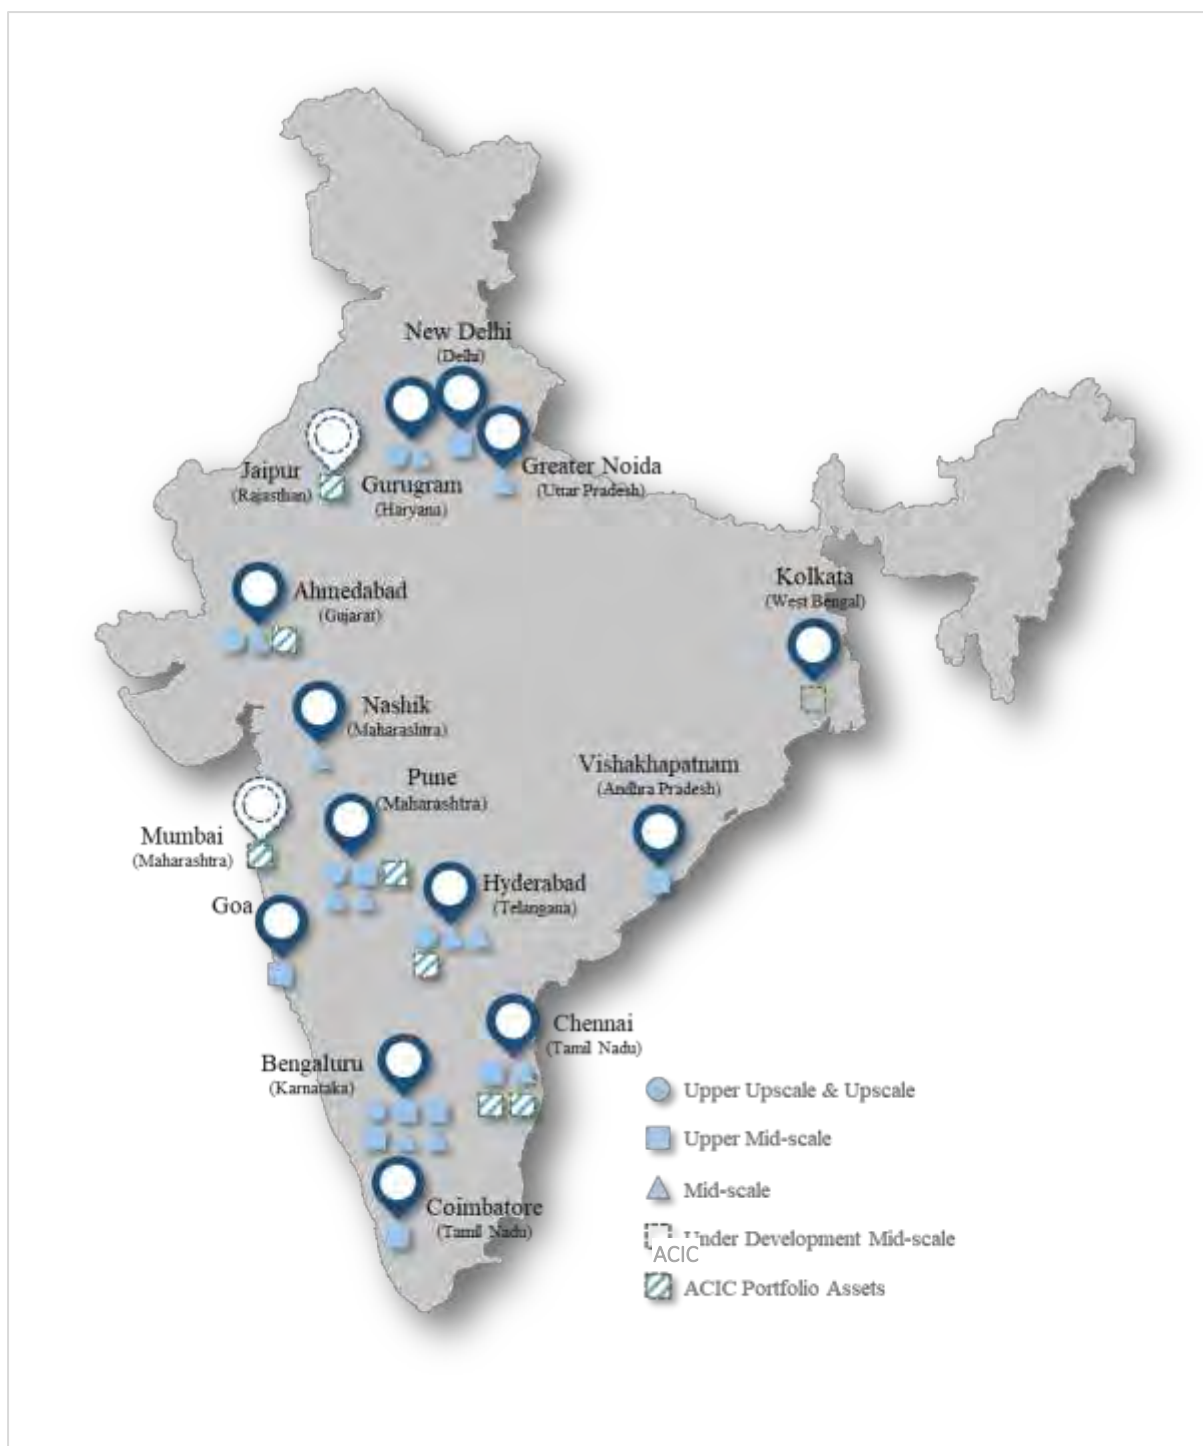 New Delhi
(Delhi)
Jaipur
(Rajasthan)
Gurugram
(Haryana)
Greater Noida
(Uttar Pradesh)
Ahmedabad
(Gujarat)
Kolkata
(West Bengal)
Nashik
(Maharashtra)
Pune
(Maharashtra)
Vishakhapatnam
(Andhra Pradesh)
Mumbai
(Maharashtra)
Hyderabad
(Telangana)
Goa
Chennai
(Tamil Nadu)
Bengaluru
(Karnataka)
Coimbatore
(Tamil Nadu)
Upper Upscale & Upscale
Upper Mid-scale
Mid-scale
Under Development Mid-scale
ACIC
ACIC Portfolio Assets